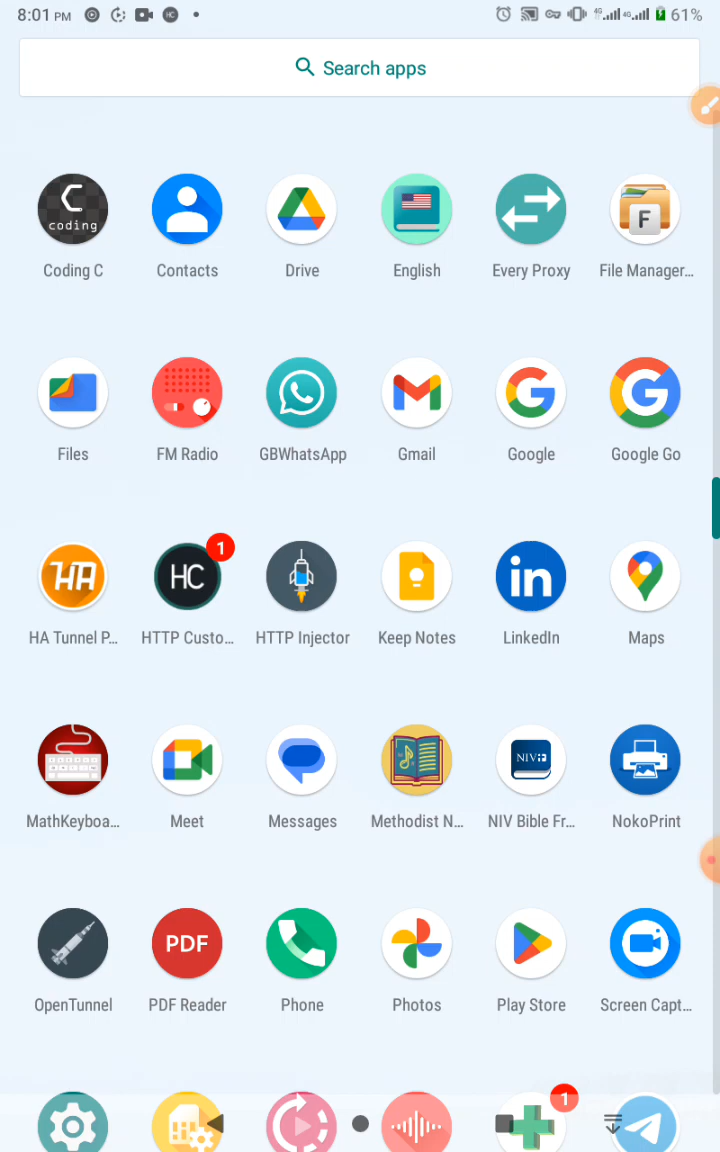 8:01 PM HC 4G 4G 61%
Search apps
C
coding
F
Coding C Contacts Drive English Every Proxy File Manager...
Files FM Radio GBWhatsApp Gmail Google Google Go
HA HC 1 in
HA Tunnel P... HTTP Custo... HTTP Injector Keep Notes LinkedIn Maps
NIV
MathKeyboa... Meet Messages Methodist N... NIV Bible Fr... NokoPrint
PDF
OpenTunnel PDF Reader Phone Photos Play Store Screen Capt...
1